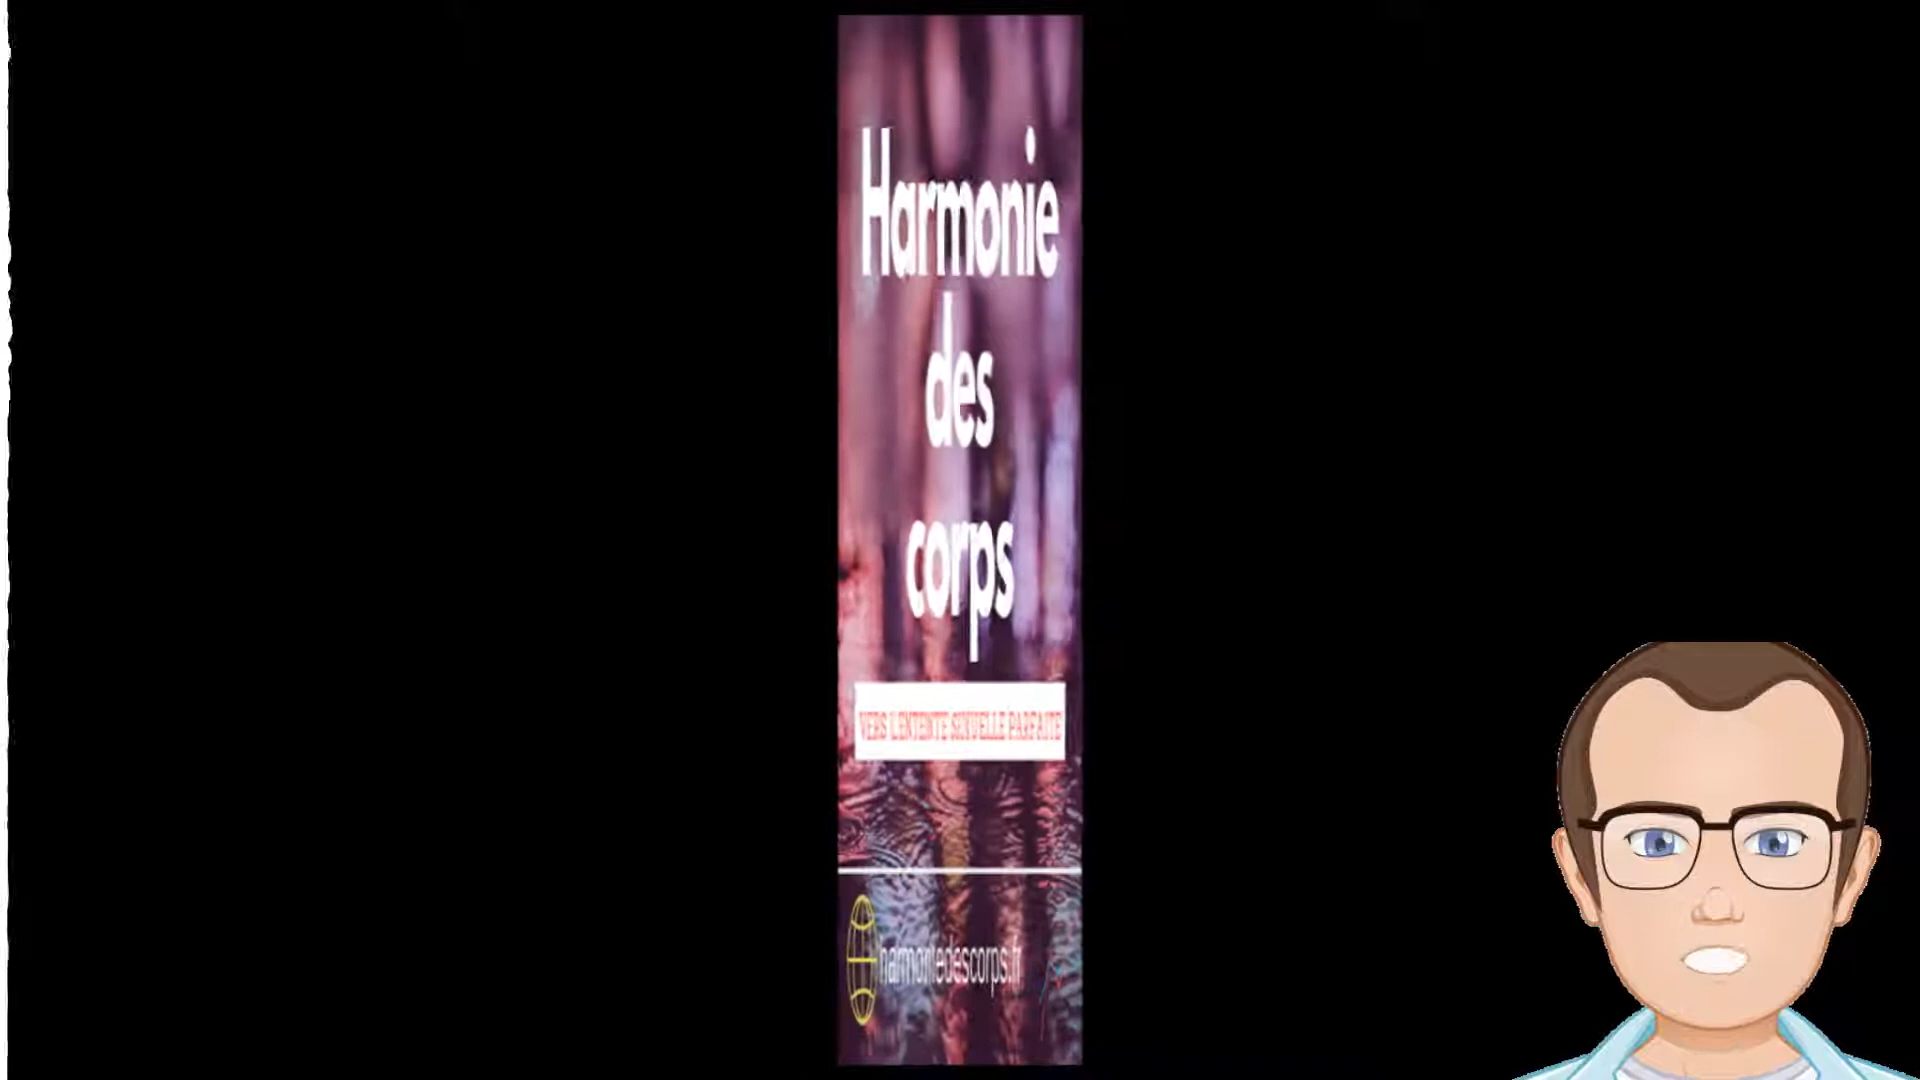 Harmonie
des
corps
VERS L'ENTENTE SEXUELLE PARFAITE
harmoniedescorps.fr